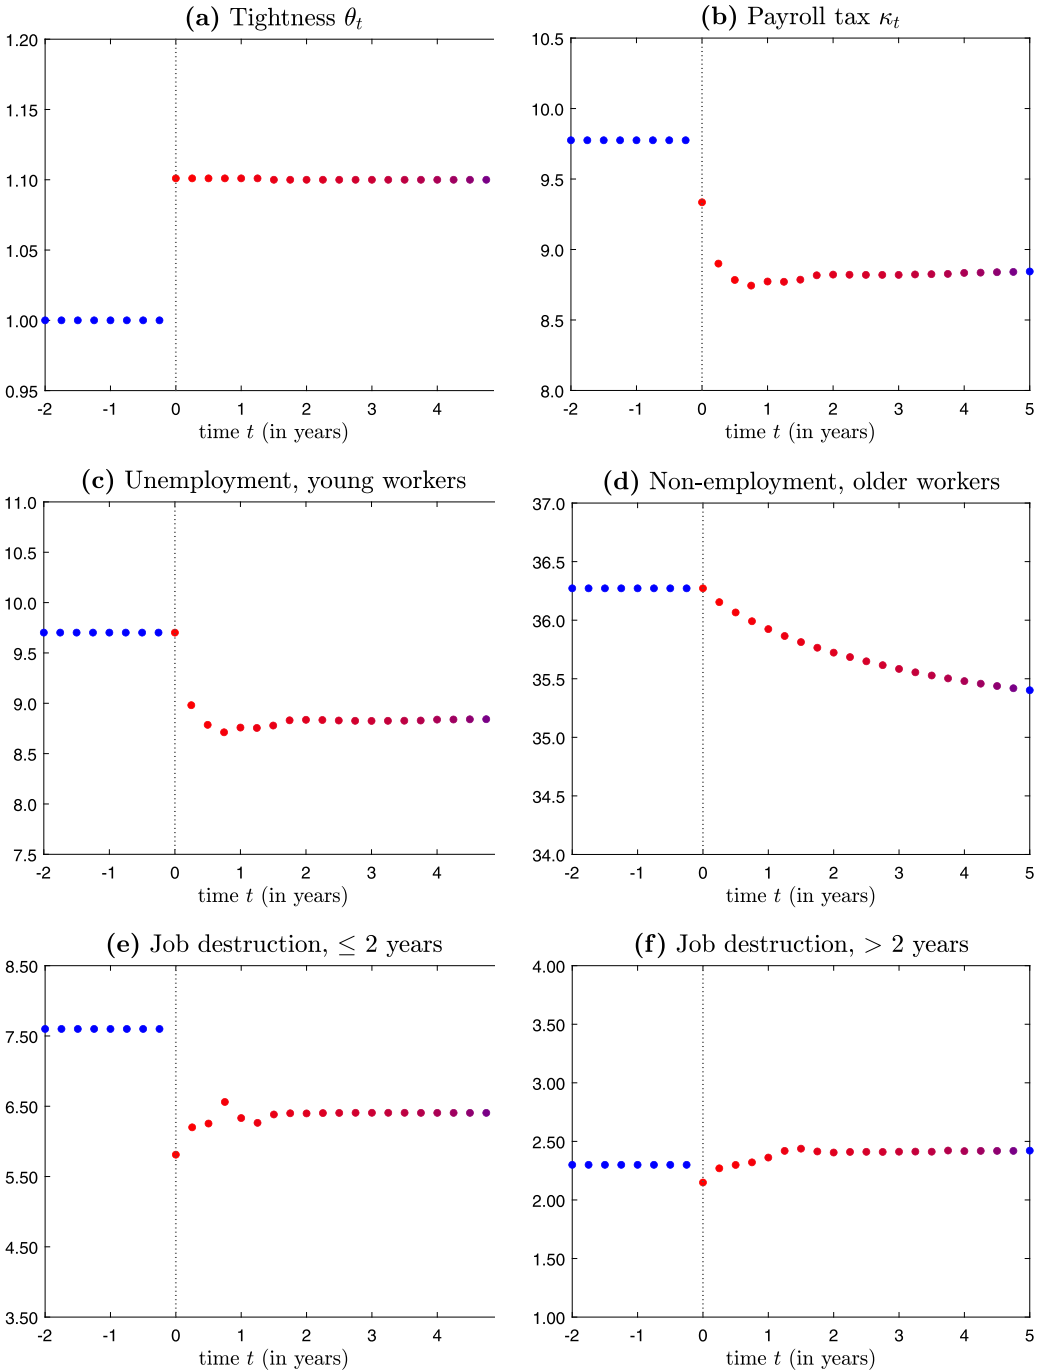 (a) Tightness θt
1.20
1.15
1.10
1.05
1.00
0.95
-2 -1 0 1 2 3 4
time t (in years)
(b) Payroll tax κt
10.5
10.0
9.5
9.0
8.5
8.0
-2 -1 0 1 2 3 4 5
time t (in years)
(c) Unemployment, young workers
11.0
10.5
10.0
9.5
9.0
8.5
8.0
7.5
-2 -1 0 1 2 3 4
time t (in years)
(d) Non-employment, older workers
37.0
36.5
36.0
35.5
35.0
34.5
34.0
-2 -1 0 1 2 3 4 5
time t (in years)
(e) Job destruction, ≤ 2 years
8.50
7.50
6.50
5.50
4.50
3.50
-2 -1 0 1 2 3 4
time t (in years)
(f) Job destruction, > 2 years
4.00
3.50
3.00
2.50
2.00
1.50
1.00
-2 -1 0 1 2 3 4 5
time t (in years)